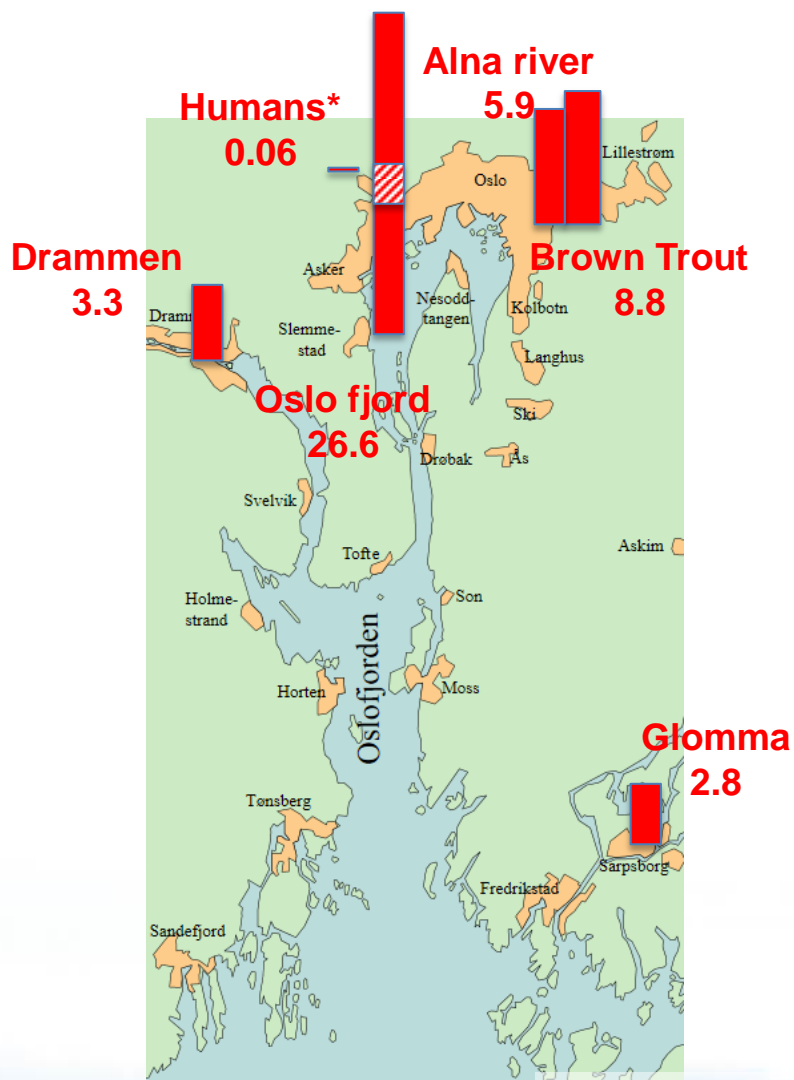 Alna river
5.9
Humans*
0.06
Lillestrøm
Oslo
Drammen
3.3
Brown Trout
8.8
Asker
Nesodd-
tangen
Kolbotn
Dramm
Slemme-
stad
Langhus
Oslo fjord
26.6
Ski
Drøbak
Ås
Svelvik
Askim
Tofte
Holme-
strand
Son
Oslofjorden
Horten
Moss
Glomma
2.8
Tønsberg
Sarpsborg
Fredrikstad
Sandefjord